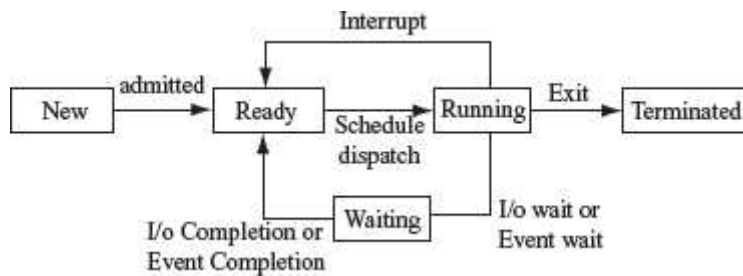 Interrupt
admitted
New
Ready
Running
Exit
Terminated
Schedule
dispatch
Waiting
I/o Completion or
Event Completion
I/o wait or
Event wait